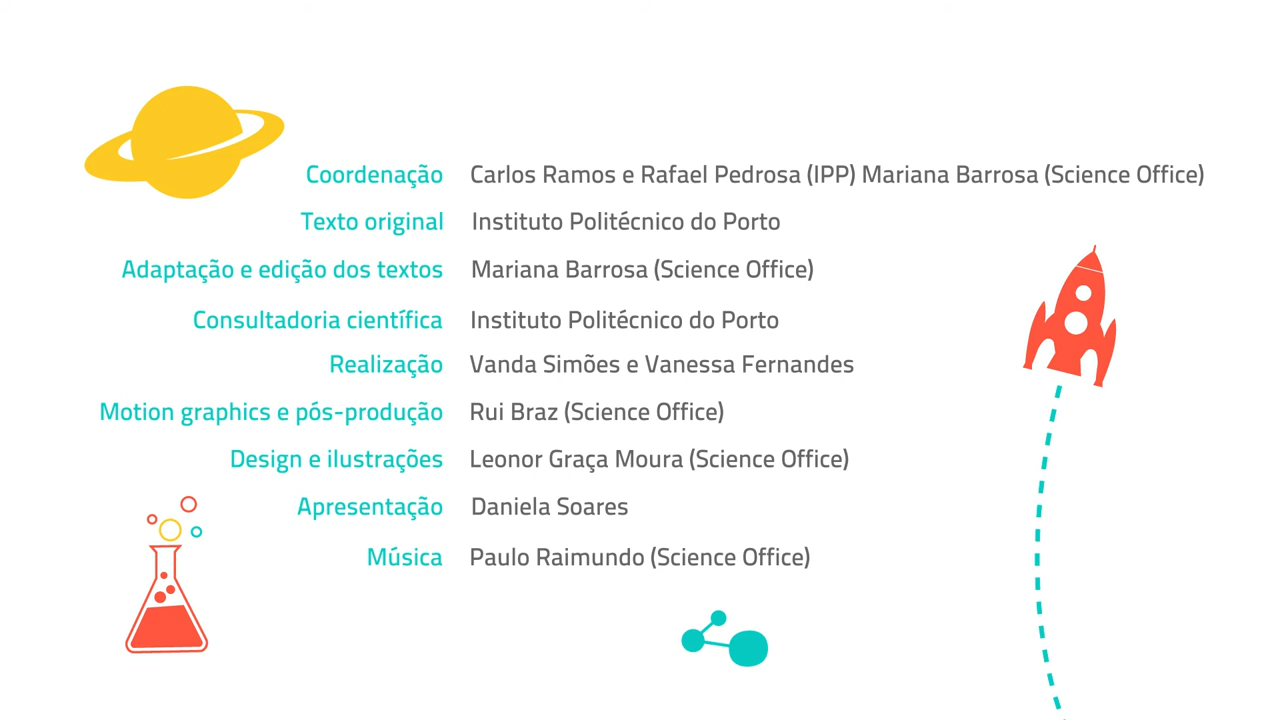 Coordenação Carlos Ramos e Rafael Pedrosa (IPP) Mariana Barrosa (Science Office)
Texto original Instituto Politécnico do Porto
Adaptação e edição dos textos Mariana Barrosa (Science Office)
Consultadoria científica Instituto Politécnico do Porto
Realização Vanda Simões e Vanessa Fernandes
Motion graphics e pós-produção Rui Braz (Science Office)
Design e ilustrações Leonor Graça Moura (Science Office)
Apresentação Daniela Soares
Música Paulo Raimundo (Science Office)